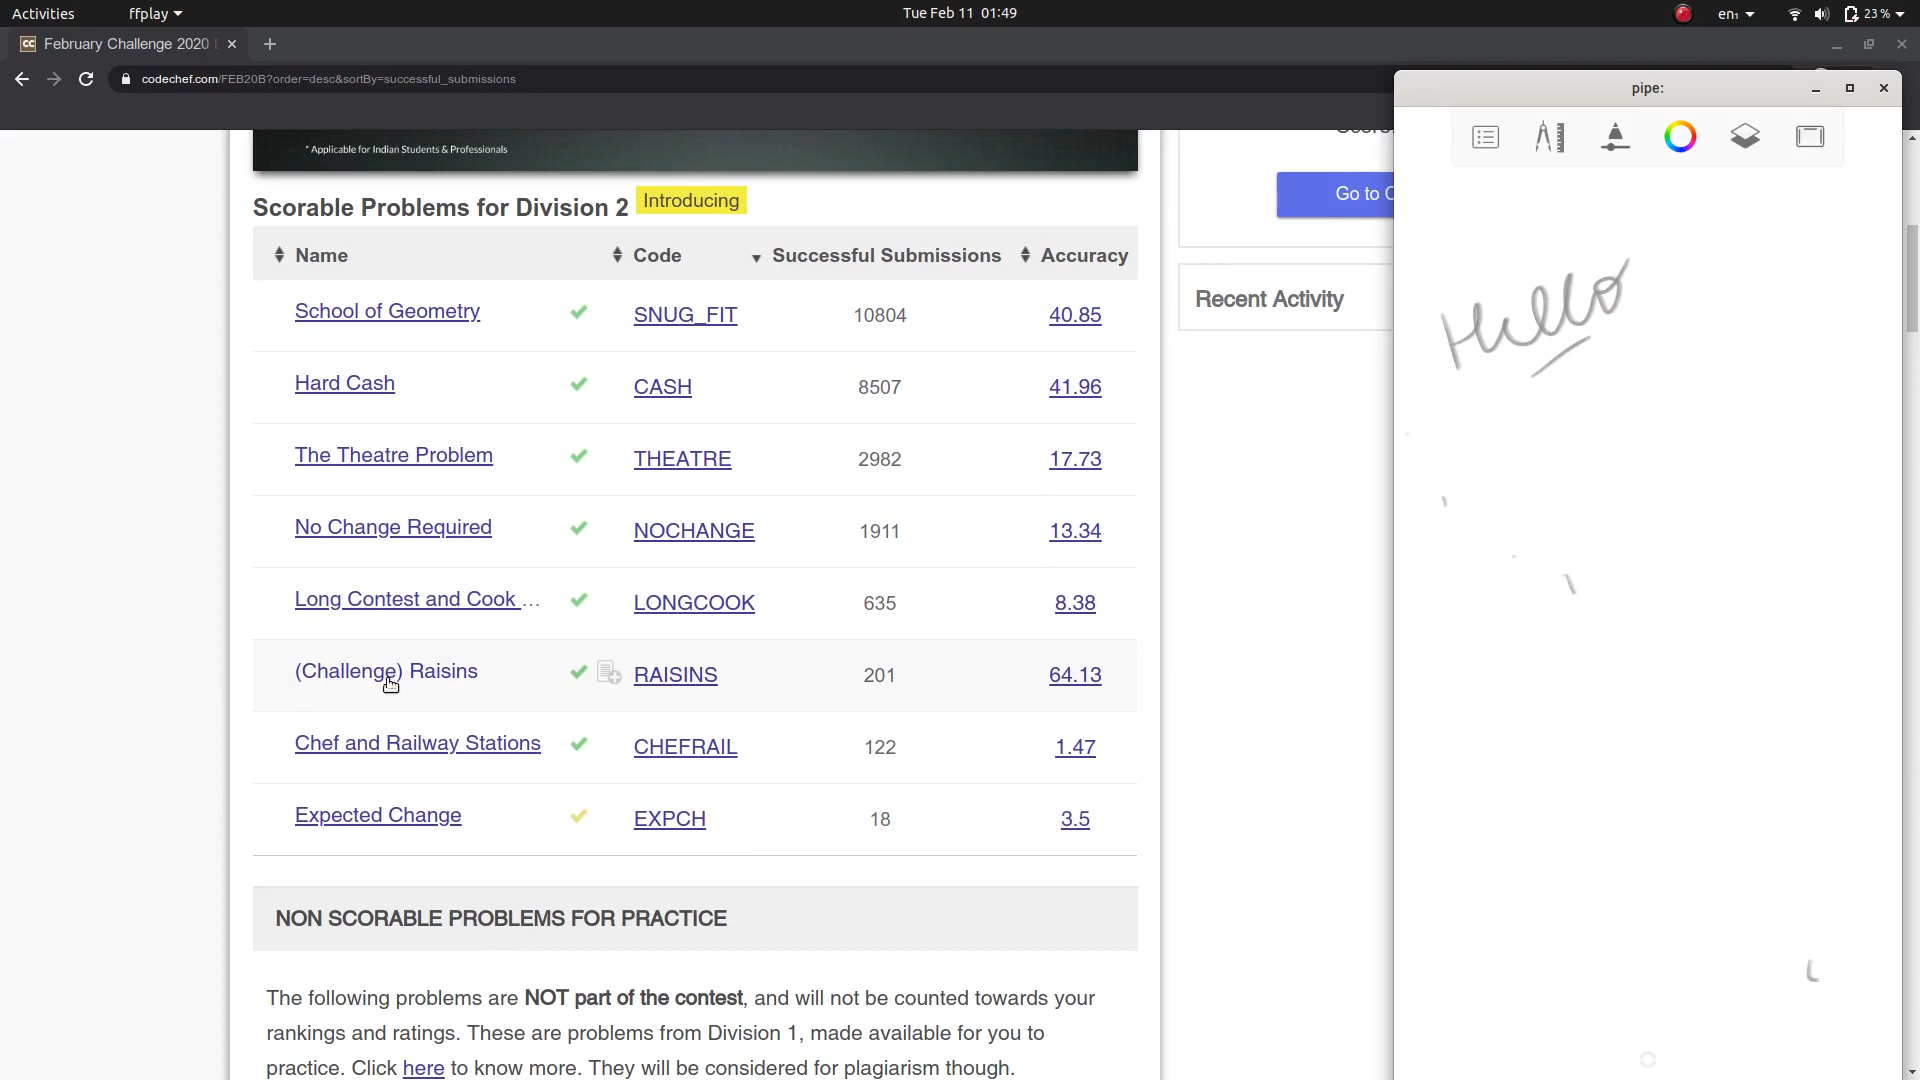 Activities
ffplay
Tue Feb 11 01:49
en₁
23 %
February Challenge 2020
codechef.com/FEB20B?order=desc&sortBy=successful_submissions
pipe:
* Applicable for Indian Students & Professionals
Go to C
Scorable Problems for Division 2 Introducing
Name Code Successful Submissions Accuracy
School of Geometry SNUG_FIT 10804 40.85
Hard Cash CASH 8507 41.96
The Theatre Problem THEATRE 2982 17.73
No Change Required NOCHANGE 1911 13.34
Long Contest and Cook ... LONGCOOK 635 8.38
(Challenge) Raisins RAISINS 201 64.13
Chef and Railway Stations CHEFRAIL 122 1.47
Expected Change EXPCH 18 3.5
Recent Activity
Hello
NON SCORABLE PROBLEMS FOR PRACTICE
The following problems are NOT part of the contest, and will not be counted towards your
rankings and ratings. These are problems from Division 1, made available for you to
practice. Click here to know more. They will be considered for plagiarism though.